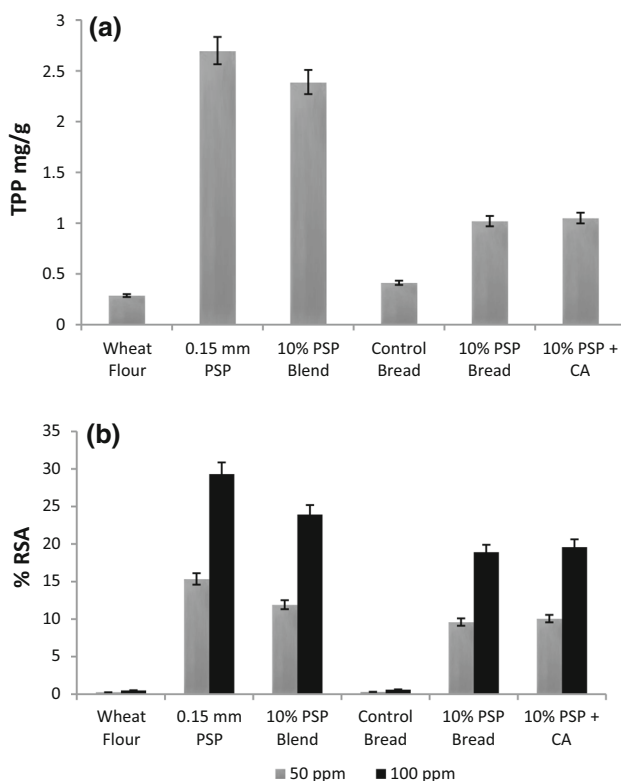 (a)
TPP mg/g
3
2.5
2
1.5
1
0.5
0
Wheat Flour
0.15 mm PSP
10% PSP Blend
Control Bread
10% PSP Bread
10% PSP + CA
(b)
% RSA
35
30
25
20
15
10
5
0
Wheat Flour
0.15 mm PSP
10% PSP Blend
Control Bread
10% PSP Bread
10% PSP + CA
50 ppm
100 ppm